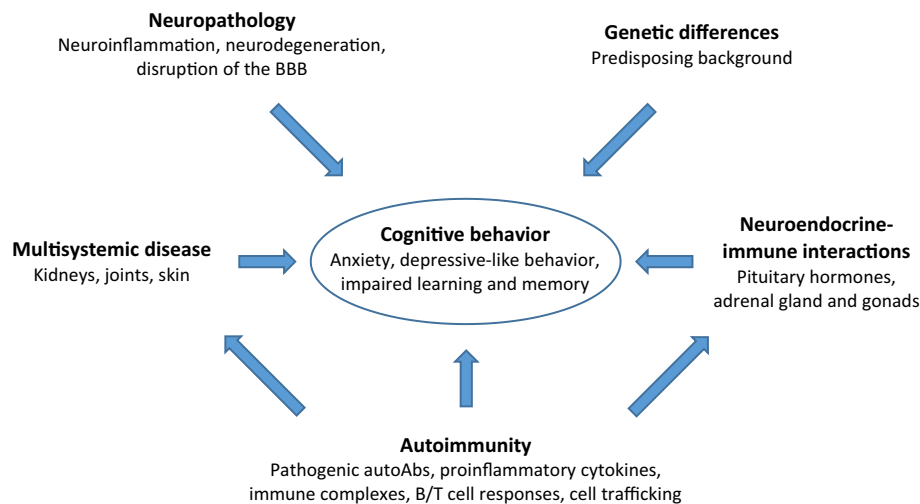 Neuropathology
Neuroinflammation, neurodegeneration,
disruption of the BBB
Genetic differences
Predisposing background
Multisystemic disease
Kidneys, joints, skin
Cognitive behavior
Anxiety, depressive-like behavior,
impaired learning and memory
Neuroendocrine-
immune interactions
Pituitary hormones,
adrenal gland and gonads
Autoimmunity
Pathogenic autoAbs, proinflammatory cytokines,
immune complexes, B/T cell responses, cell trafficking